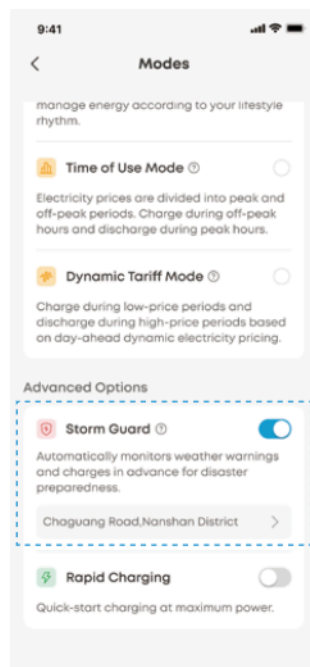 9:41
Modes
manage energy according to your lifestyle
rhythm.
Time of Use Mode
Electricity prices are divided into peak and
off-peak periods. Charge during off-peak
hours and discharge during peak hours.
Dynamic Tariff Mode
Charge during low-price periods and
discharge during high-price periods based
on day-ahead dynamic electricity pricing.
Advanced Options
Storm Guard
Automatically monitors weather warnings
and charges in advance for disaster
preparedness.
Chaguang Road,Nanshan District
Rapid Charging
Quick-start charging at maximum power.